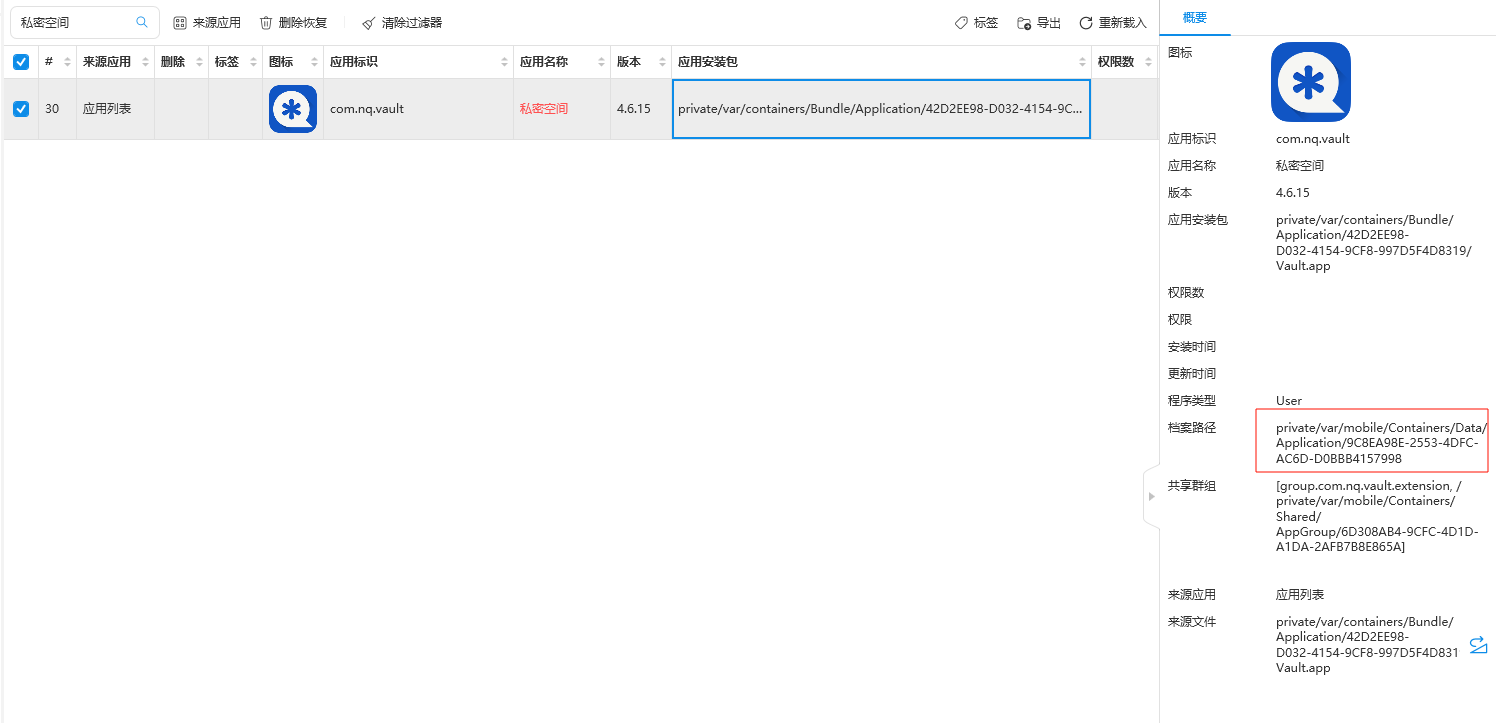 私密空间
来源应用
删除恢复
清除过滤器
标签
导出
重新载入
概要
# 来源应用 删除 标签 图标 应用标识 应用名称 版本 应用安装包 权限数
30 应用列表 com.nq.vault 私密空间 4.6.15 private/var/containers/Bundle/Application/42D2EE98-D032-4154-9C...
图标
应用标识 com.nq.vault
应用名称 私密空间
版本 4.6.15
应用安装包 private/var/containers/Bundle/
Application/42D2EE98-
D032-4154-9CF8-997D5F4D8319/
Vault.app
权限数
权限
安装时间
更新时间
程序类型 User
档案路径 private/var/mobile/Containers/Data/
Application/9C8EA98E-2553-4DFC-
AC6D-D0BBB4157998
共享群组 [group.com.nq.vault.extension, /
private/var/mobile/Containers/
Shared/
AppGroup/6D308AB4-9CFC-4D1D-
A1DA-2AFB7B8E865A]
来源应用 应用列表
来源文件 private/var/containers/Bundle/
Application/42D2EE98-
D032-4154-9CF8-997D5F4D831
Vault.app